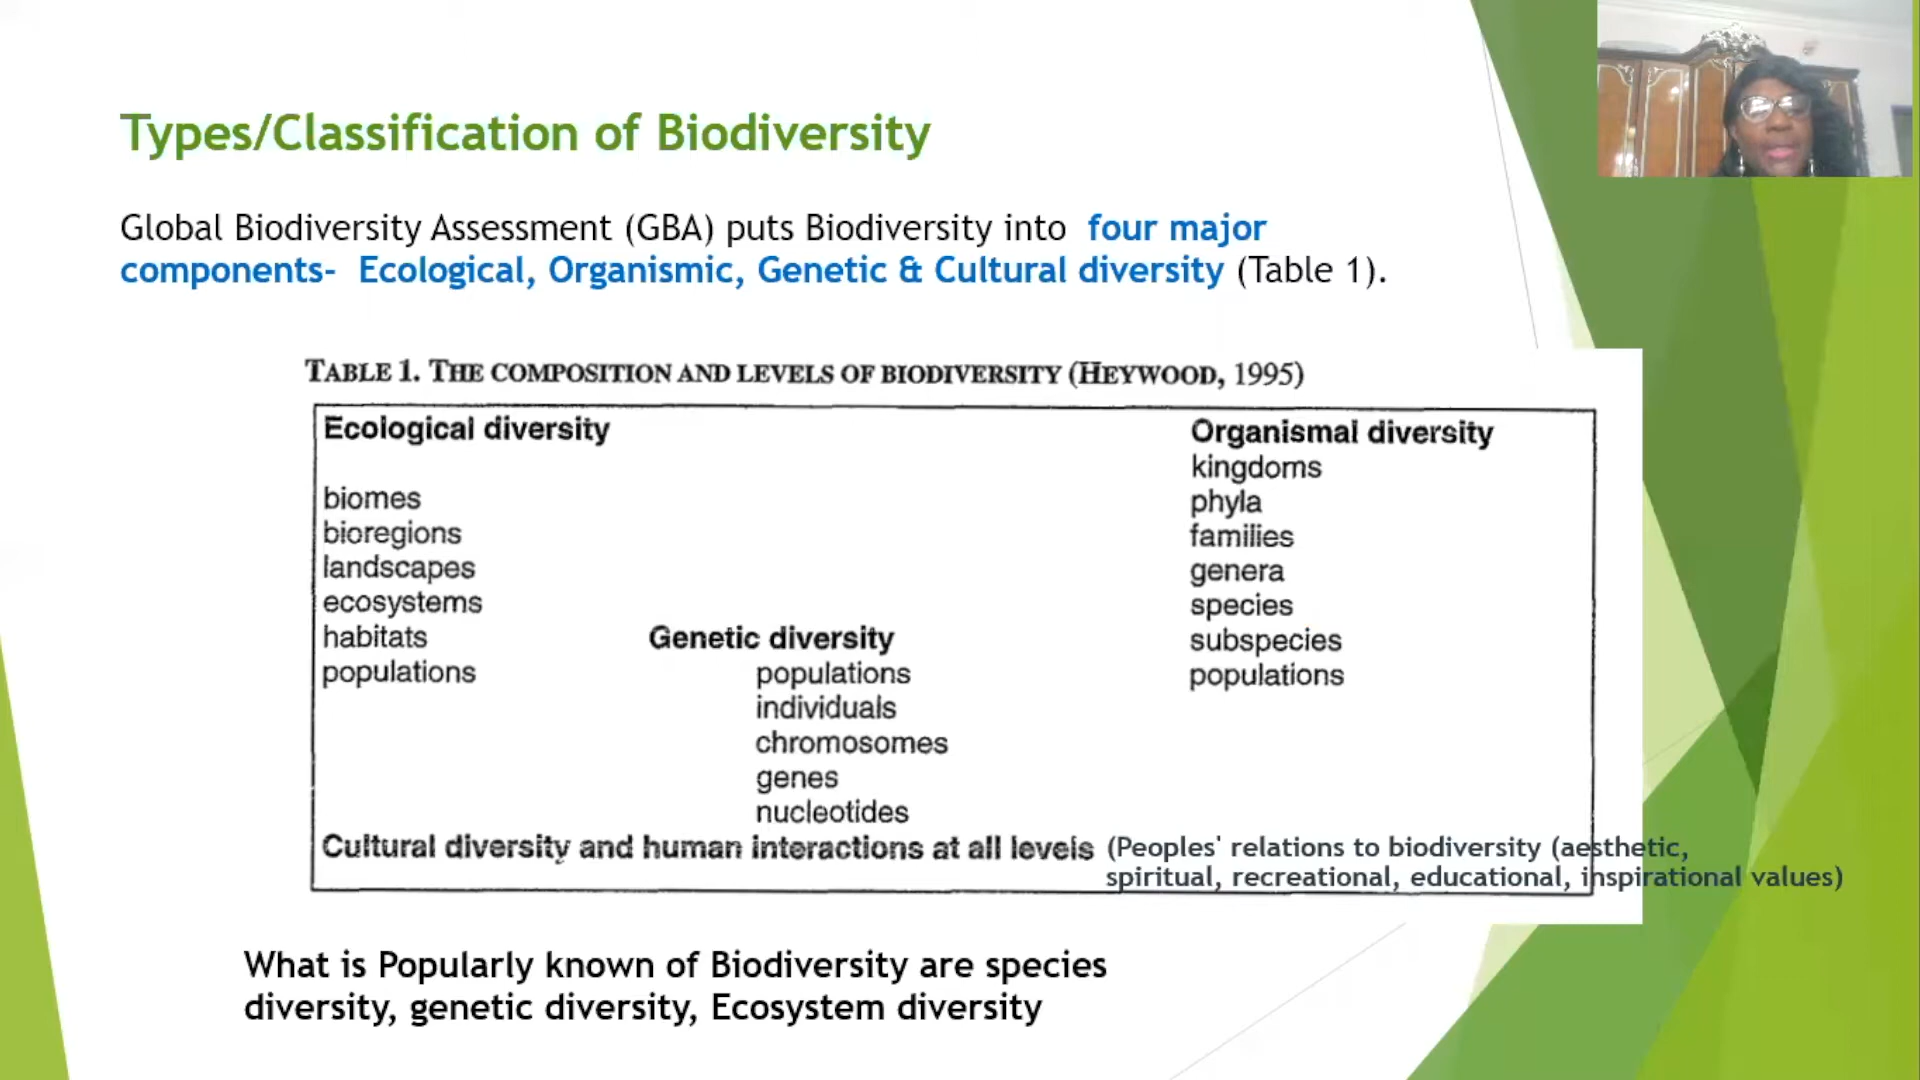 Types/Classification of Biodiversity
Global Biodiversity Assessment (GBA) puts Biodiversity into four major
components- Ecological, Organismic, Genetic & Cultural diversity (Table 1).
TABLE 1. THE COMPOSITION AND LEVELS OF BIODIVERSITY (HEYWOOD, 1995)
Ecological diversity
biomes
bioregions
landscapes
ecosystems
habitats
populations
Genetic diversity
populations
individuals
chromosomes
genes
nucleotides
Organismal diversity
kingdoms
phyla
families
genera
species
subspecies
populations
Cultural diversity and human interactions at all levels (Peoples' relations to biodiversity (aesthetic,
spiritual, recreational, educational, inspirational values)
What is Popularly known of Biodiversity are species
diversity, genetic diversity, Ecosystem diversity